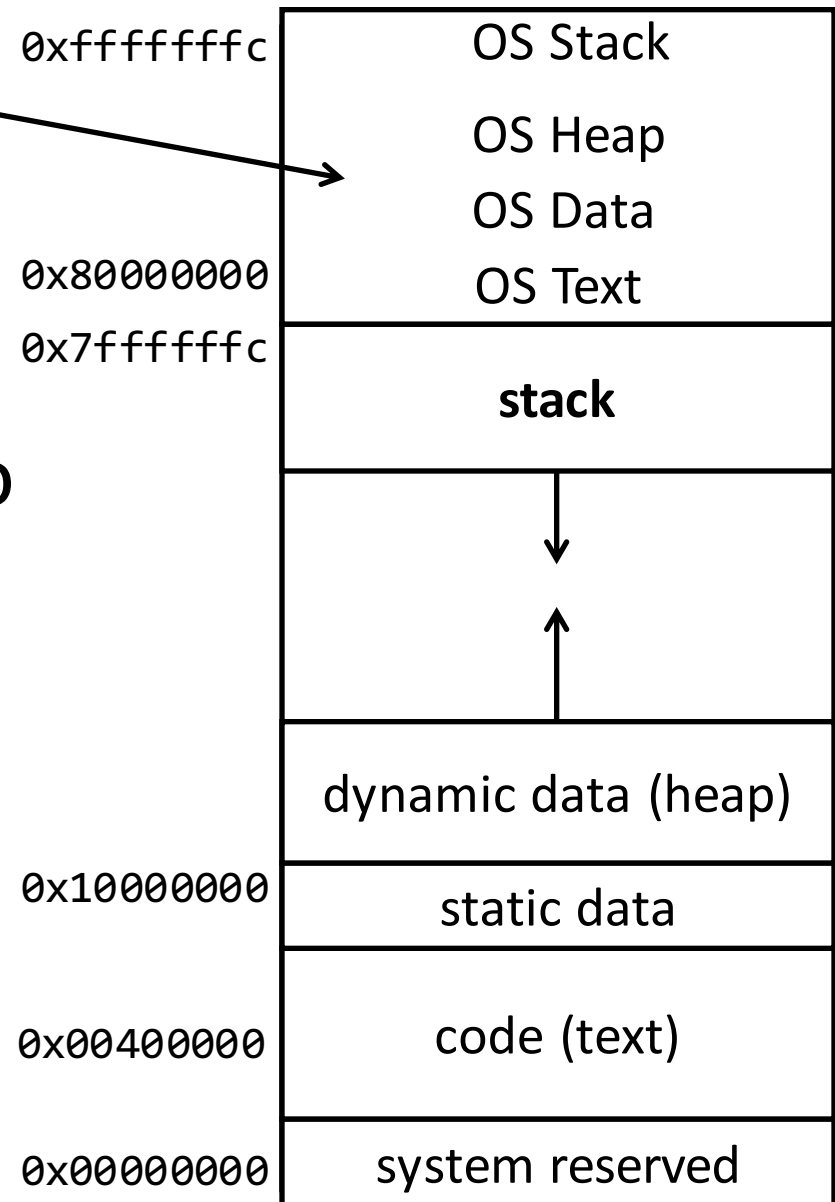 0xfffffffc OS Stack
OS Heap
OS Data
0x80000000 OS Text
0x7ffffffc
stack
dynamic data (heap)
0x10000000 static data
0x00400000 code (text)
0x00000000 system reserved